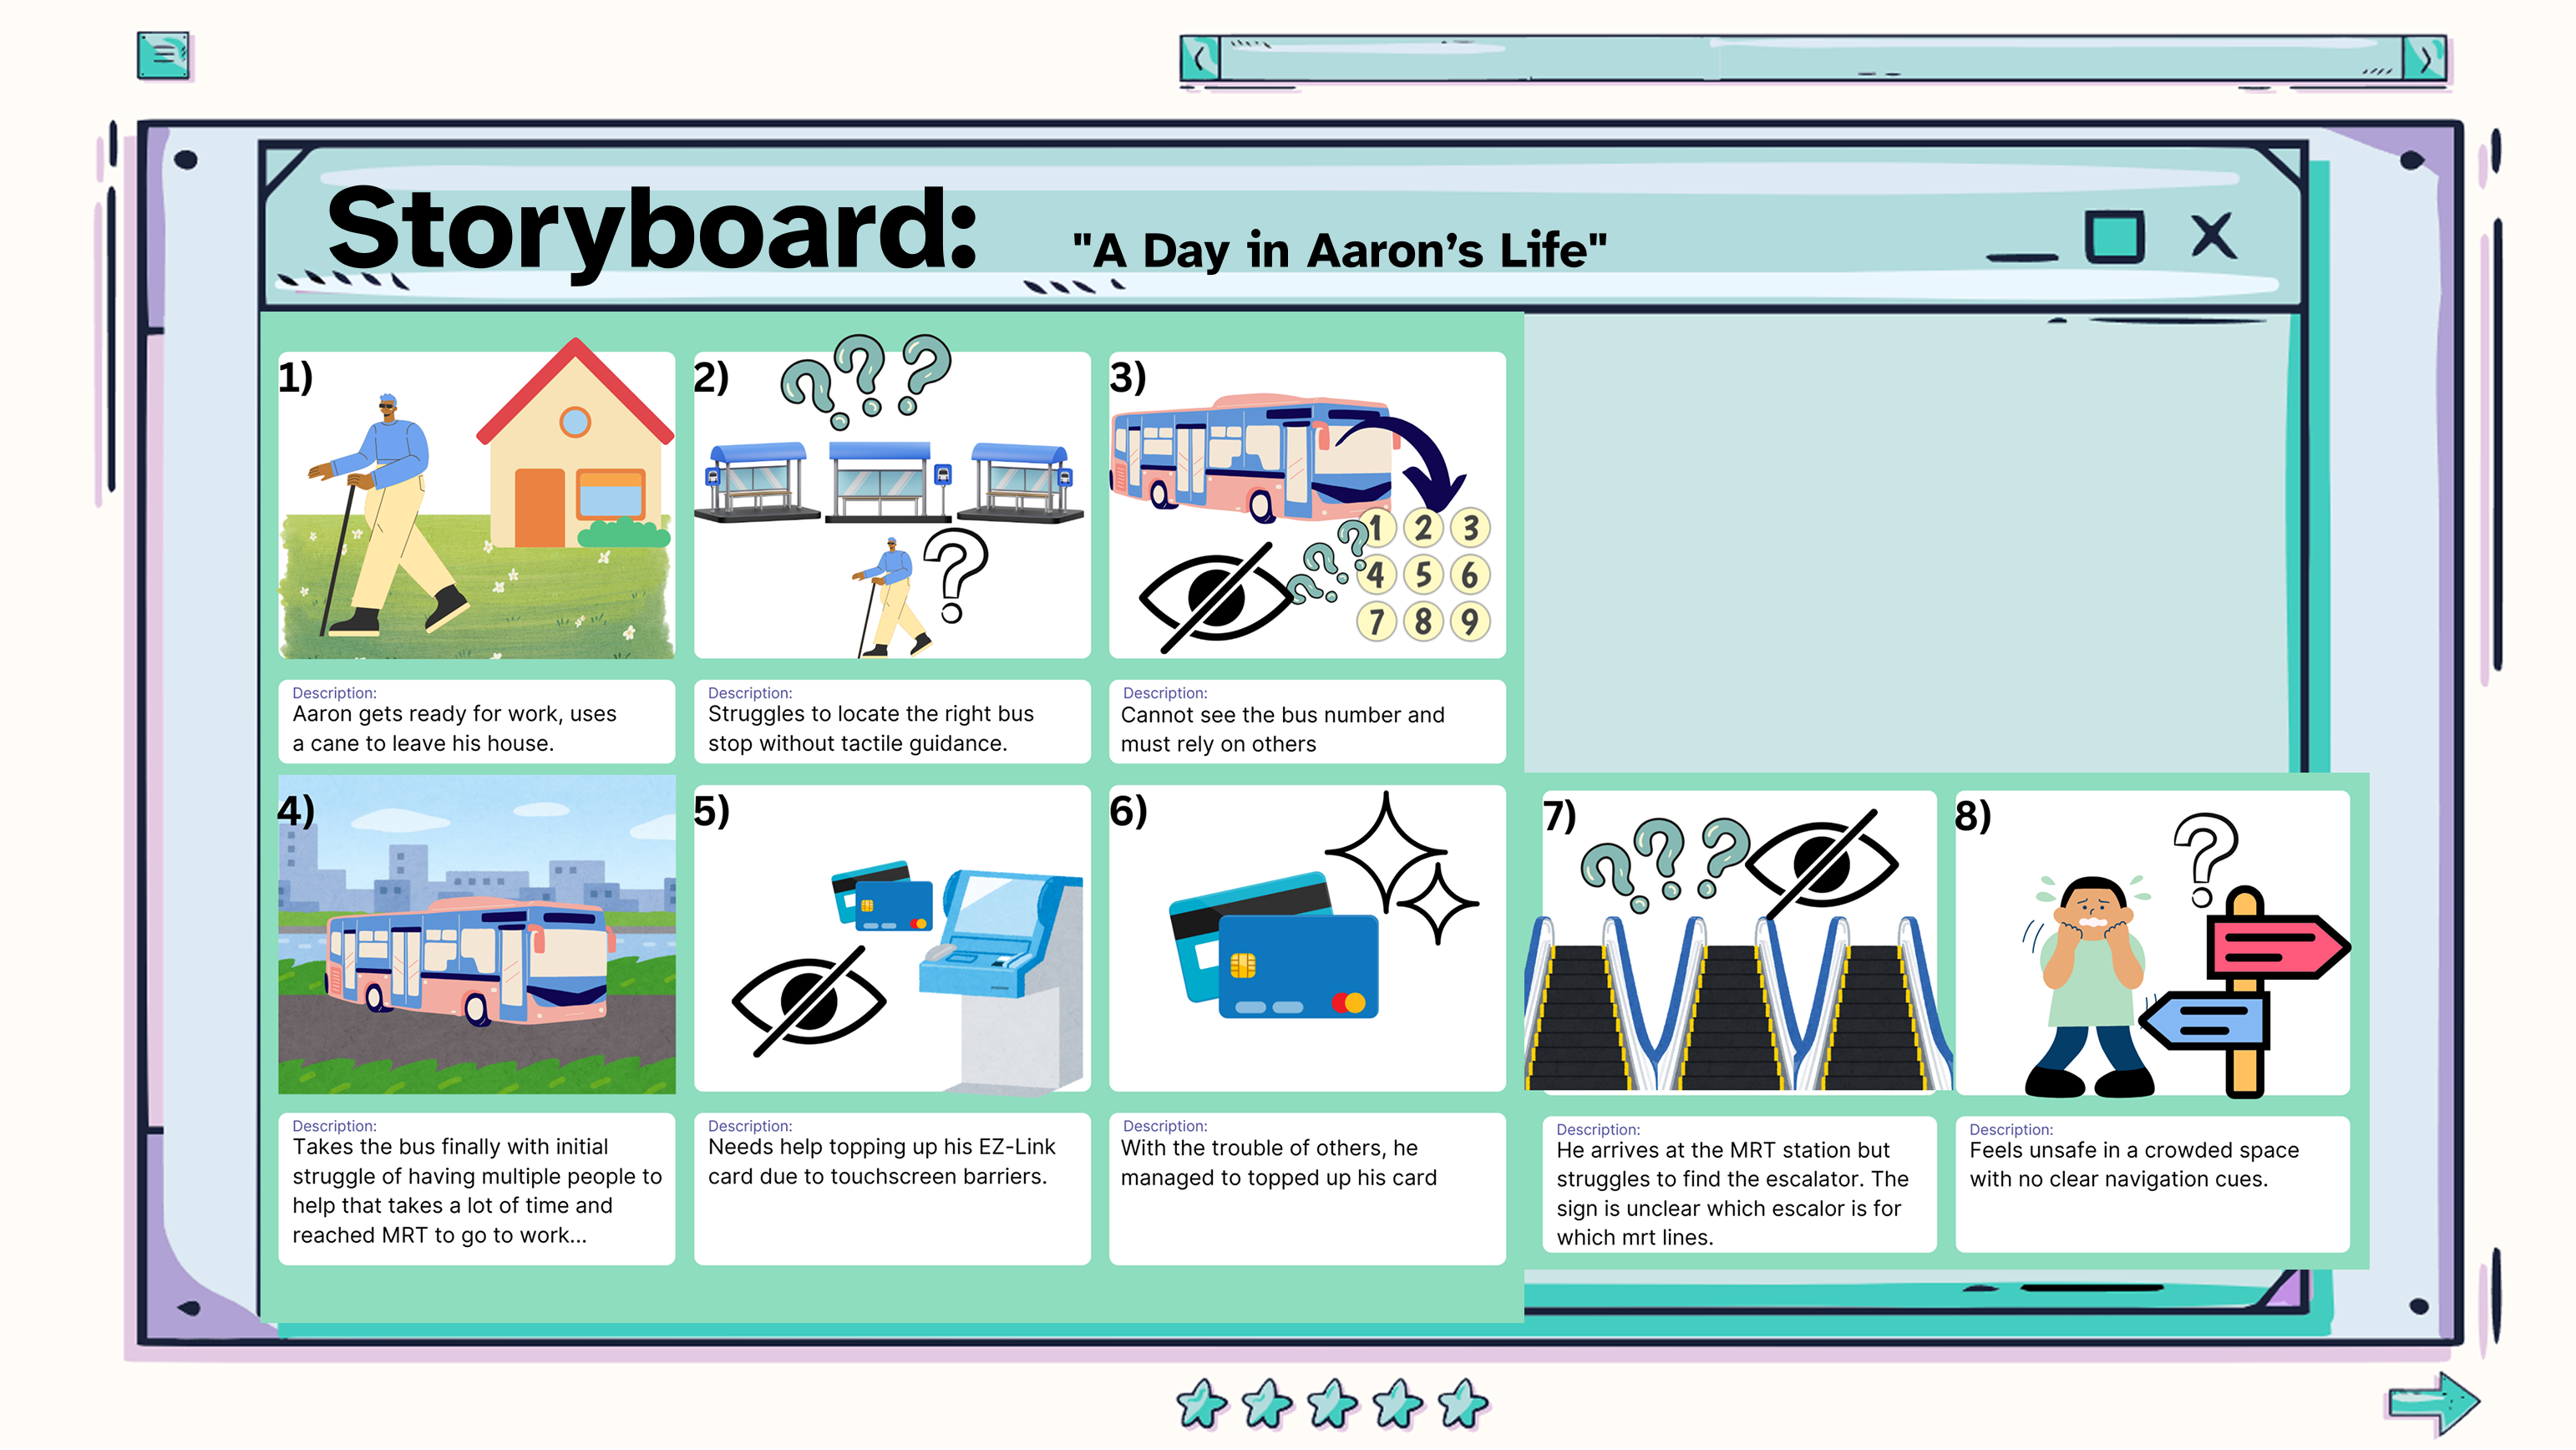 Storyboard:
"A Day in Aaron’s Life"
1)
Description:
Aaron gets ready for work, uses
a cane to leave his house.
2)
???
?
Description:
Struggles to locate the right bus
stop without tactile guidance.
3)
???
1 2 3
4 5 6
7 8 9
Description:
Cannot see the bus number and
must rely on others
4)
Description:
Takes the bus finally with initial
struggle of having multiple people to
help that takes a lot of time and
reached MRT to go to work...
5)
Description:
Needs help topping up his EZ-Link
card due to touchscreen barriers.
6)
Description:
With the trouble of others, he
managed to topped up his card
7)
???
Description:
He arrives at the MRT station but
struggles to find the escalator. The
sign is unclear which escalor is for
which mrt lines.
8)
?
Description:
Feels unsafe in a crowded space
with no clear navigation cues.